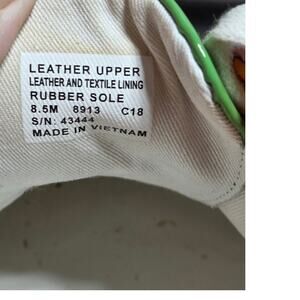 LEATHER UPPER
LEATHER AND TEXTILE LINING
RUBBER SOLE
8.5M 8913 C18
S/N: 43444
MADE IN VIETNAM